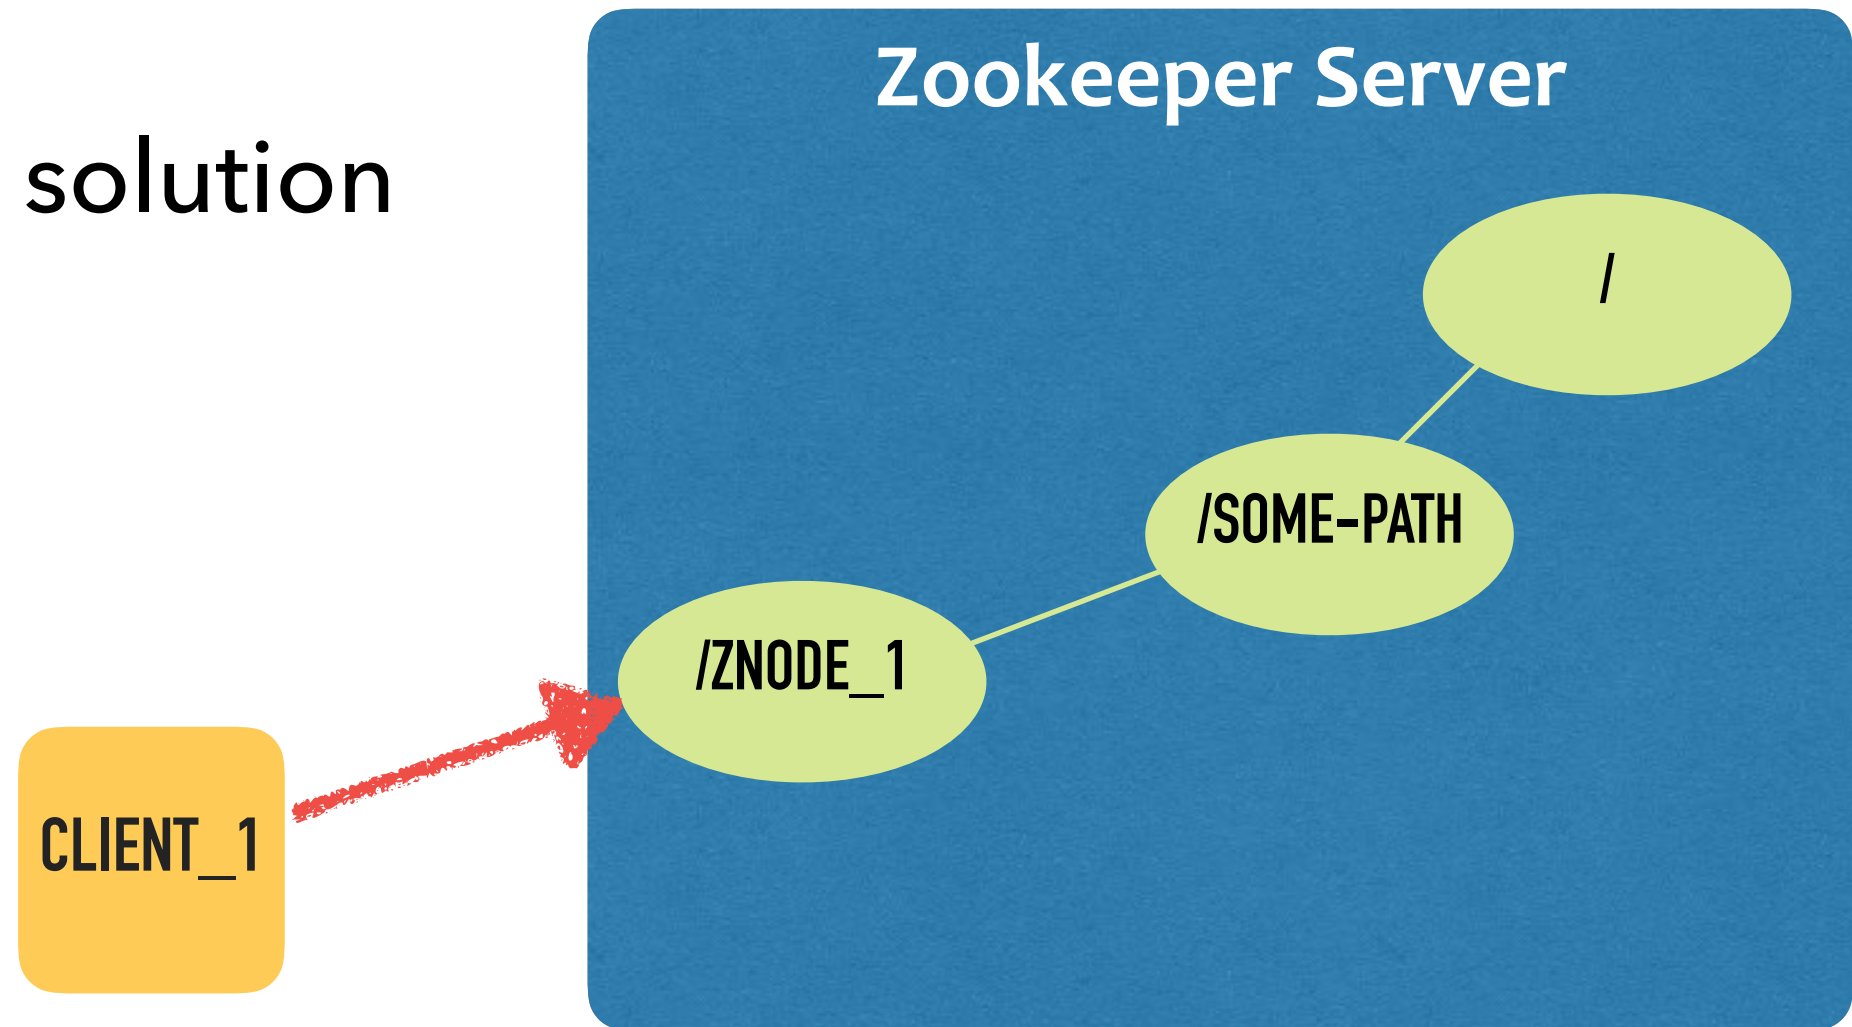 Zookeeper Server
solution
/
/SOME-PATH
/ZNODE_1
CLIENT_1